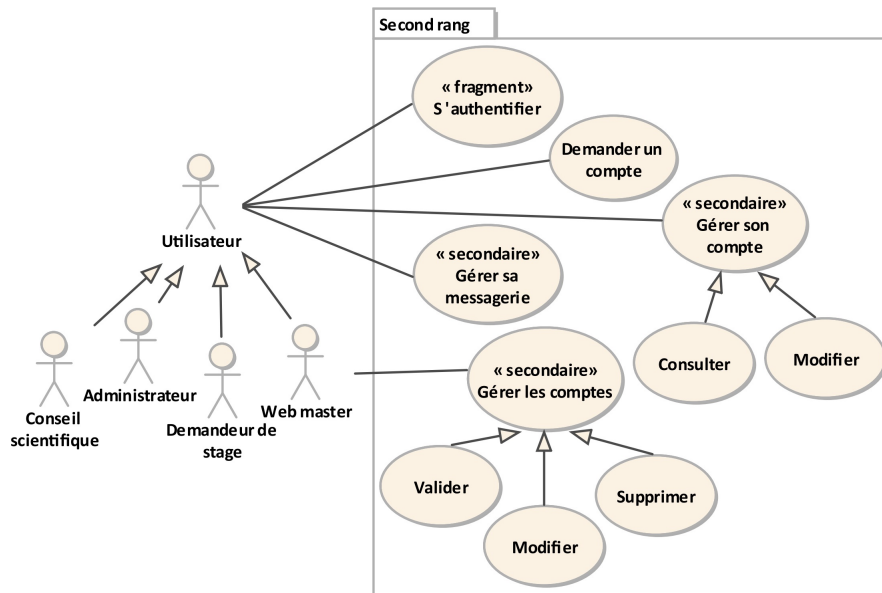 Second rang
« fragment»
S'authentifier
Demander un
compte
« secondaire»
Gérer son
compte
Utilisateur
« secondaire»
Gérer sa
messagerie
Consulter
Modifier
« secondaire»
Gérer les comptes
Conseil
scientifique
Administrateur
Demandeur de
stage
Web master
Valider
Modifier
Supprimer